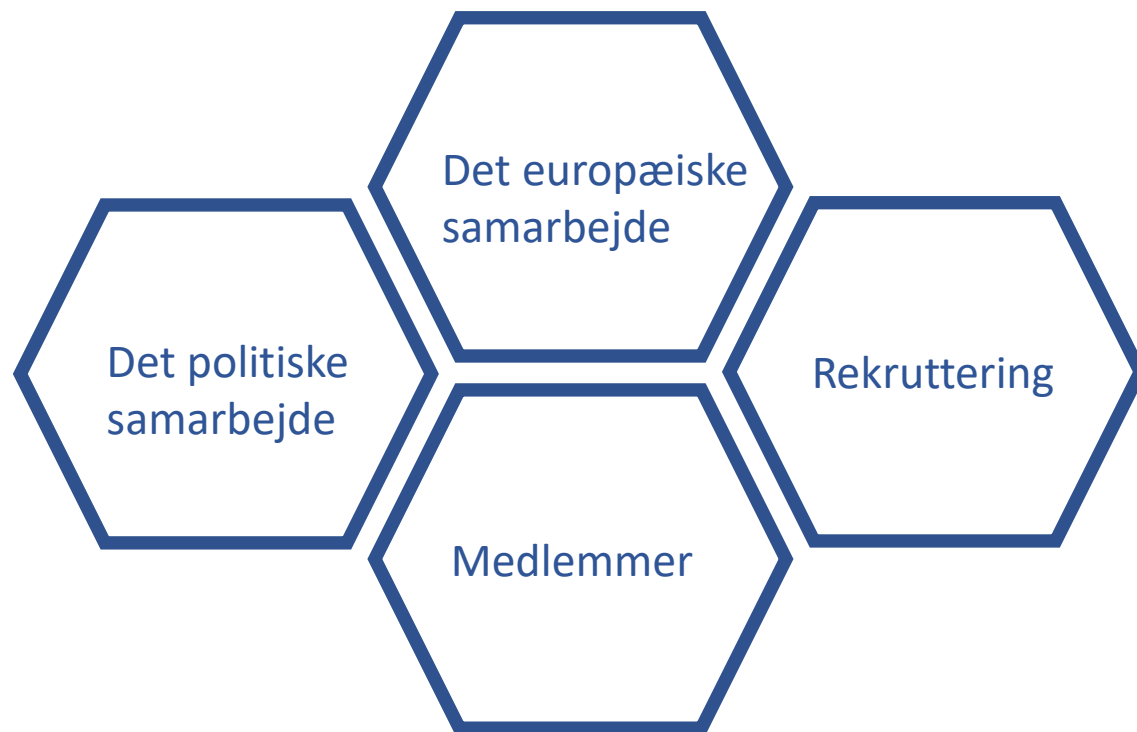 Det europæiske
samarbejde
Det politiske
samarbejde
Rekruttering
Medlemmer